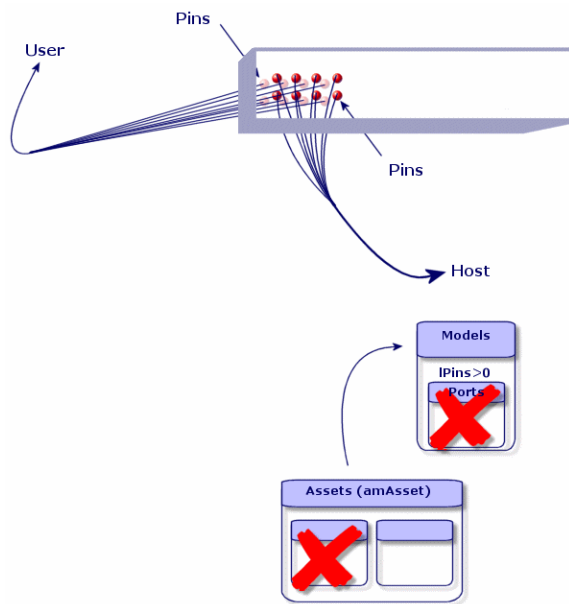 Pins
User
Pins
Host
Models
lPins>0
Ports
Assets (amAsset)